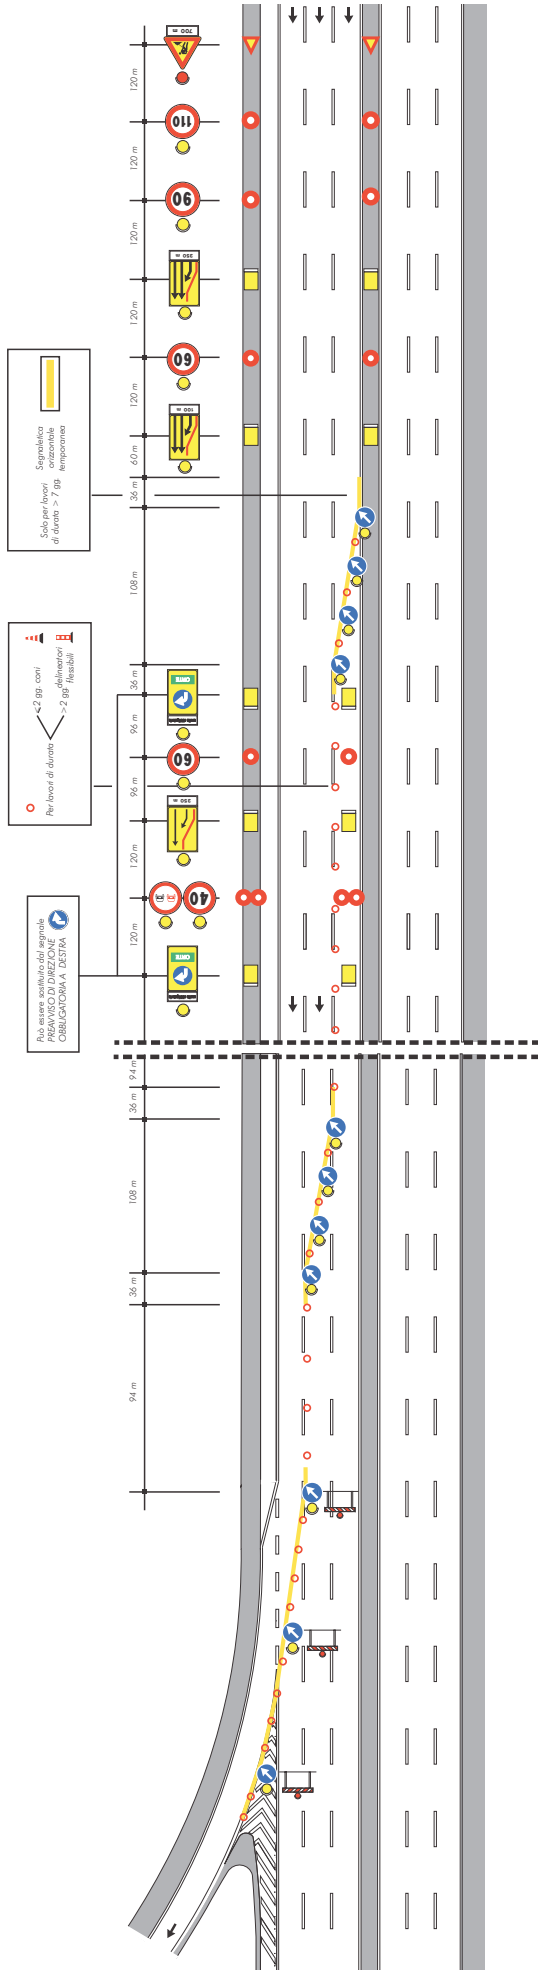 700 m
120 m
110
120 m
90
120 m
350 m
120 m
60
120 m
100 m
60 m
36 m
Segnaletica
orizzontale
temporanea
Solo per lavori
di durata > 7 gg.
108 m
36 m
ORTE
96 m
60
96 m
350 m
120 m
40
120 m
ORTE
Per lavori di durata
<2 gg. coni
>2 gg. delineatori
flessibili
Può essere sostituito dal segnale
PREAVVISO DI DIREZIONE
OBBLIGATORIA A DESTRA
94 m
36 m
108 m
36 m
94 m